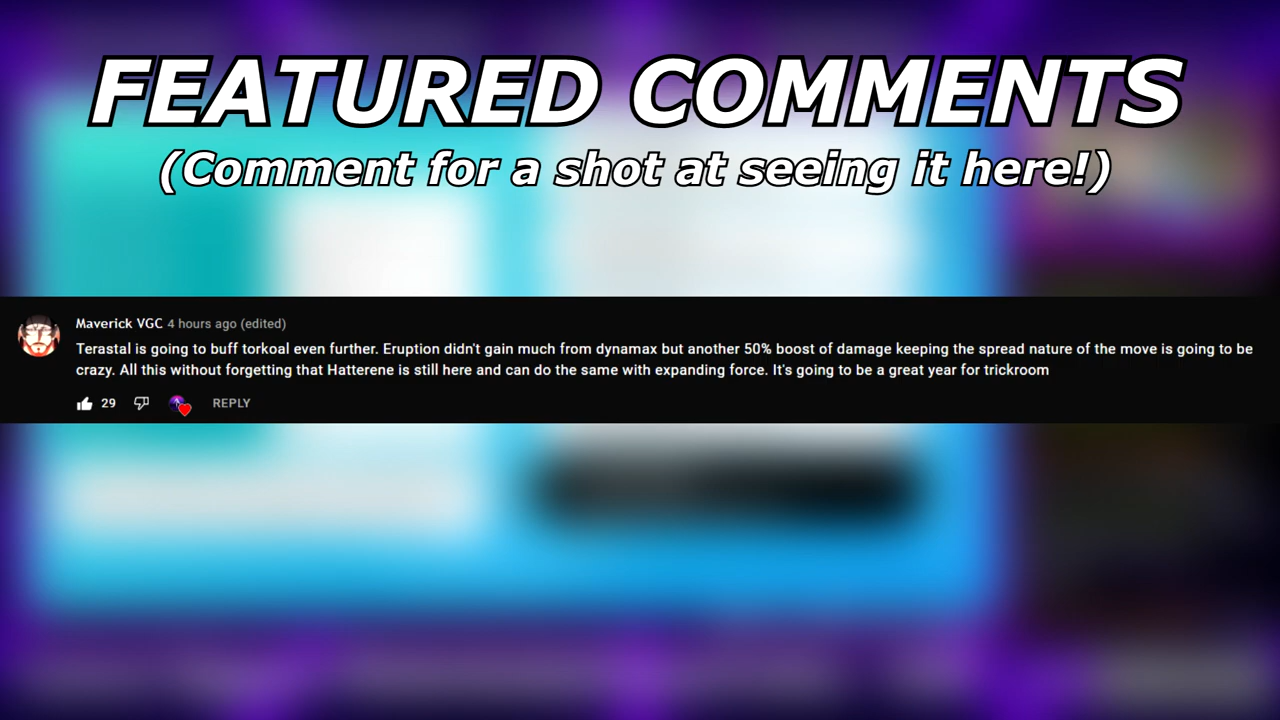 FEATURED COMMENTS
(Comment for a shot at seeing it here!)
Maverick VGC 4 hours ago (edited)
Terastal is going to buff torkoal even further. Eruption didn't gain much from dynamax but another 50% boost of damage keeping the spread nature of the move is going to be
crazy. All this without forgetting that Hatterene is still here and can do the same with expanding force. It's going to be a great year for trickroom
29 REPLY